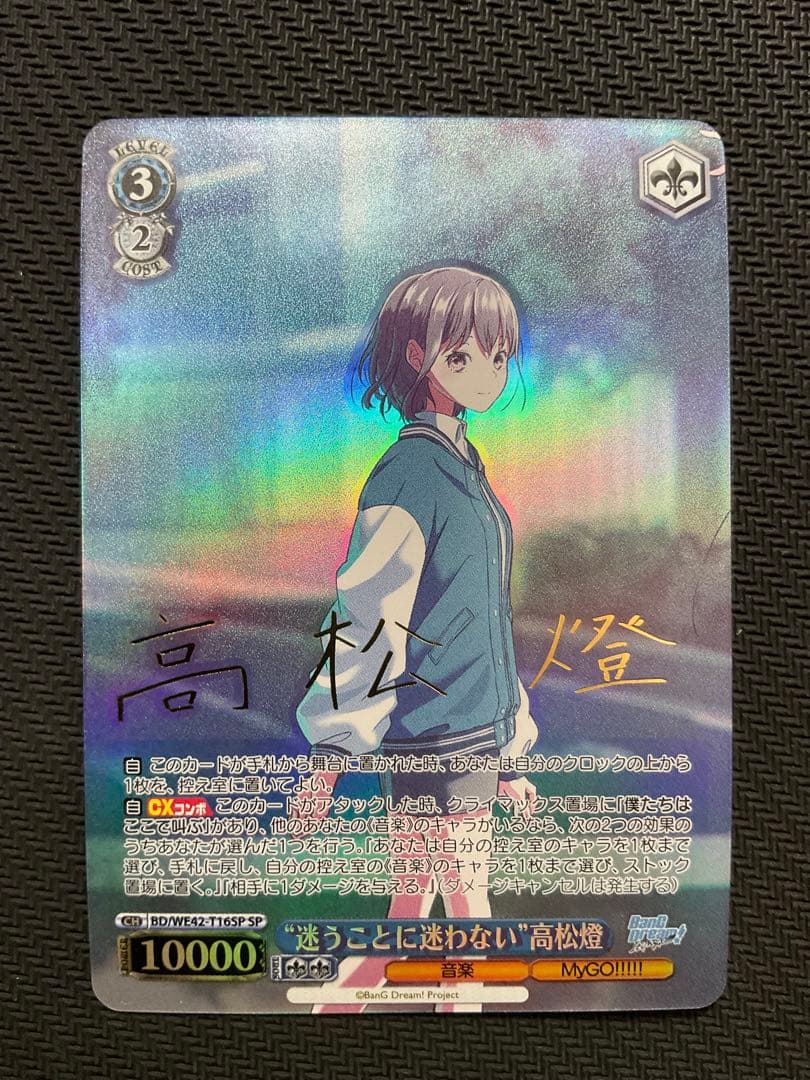 LEVEL
3
2
COST
高松燈
自 このカードが手札から舞台に置かれた時、あなたは自分のクロックの上から
1枚を、控え室に置いてよい。
自 CXコンボ このカードがアタックした時、クライマックス置場に「僕たちは
ここで叫ぶ」があり、他のあなたの《音楽》のキャラがいるなら、次の2つの効果の
うちあなたが選んだ1つを行う。『あなたは自分の控え室のキャラを1枚まで
選び、手札に戻し、自分の控え室の《音楽》のキャラを1枚まで選び、ストック
置場に置く。』『相手に1ダメージを与える。』(ダメージキャンセルは発生する)
CH BD/WE42-T16SP SP
“迷うことに迷わない”高松燈
BanG Dream!
POWER 10000
SOUL
音楽
MyGO!!!!!
©BanG Dream! Project